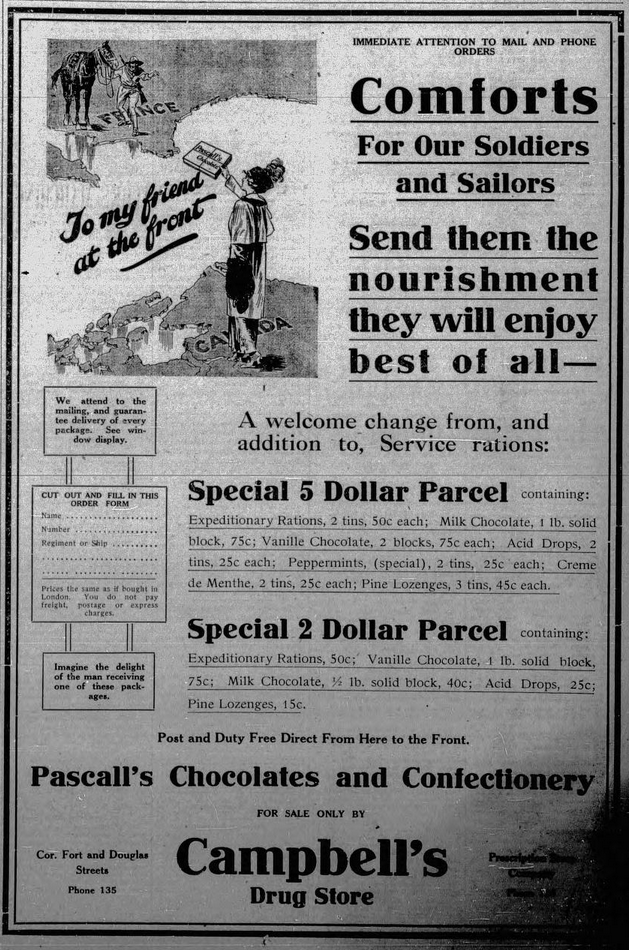 IMMEDIATE ATTENTION TO MAIL AND PHONE
ORDERS
FRANCE
Pascall's
Chocolates
To my friend
at the front
CANADA
Comforts
For Our Soldiers
and Sailors
Send them the
nourishment
they will enjoy
best of all—
We attend to the
mailing, and guaran-
tee delivery of every
package. See win-
dow display.
A welcome change from, and
addition to, Service rations:
CUT OUT AND FILL IN THIS
ORDER FORM
Name
Number
Regiment or Ship
Prices the same as if bought in
London. You do not pay
freight, postage or express
charges.
Imagine the delight
of the man receiving
one of these pack-
ages.
Special 5 Dollar Parcel containing:
Expeditionary Rations, 2 tins, 50c each; Milk Chocolate, 1 lb. solid
block, 75c; Vanille Chocolate, 2 blocks, 75c each; Acid Drops, 2
tins, 25c each; Peppermints, (special), 2 tins, 25c each; Creme
de Menthe, 2 tins, 25c each; Pine Lozenges, 3 tins, 45c each.
Special 2 Dollar Parcel containing:
Expeditionary Rations, 50c; Vanille Chocolate, 1 lb. solid block,
75c; Milk Chocolate, ½ lb. solid block, 40c; Acid Drops, 25c;
Pine Lozenges, 15c.
Post and Duty Free Direct From Here to the Front.
Pascall's Chocolates and Confectionery
FOR SALE ONLY BY
Cor. Fort and Douglas
Streets
Phone 135
Campbell's
Drug Store
Prescription
Company
Phone